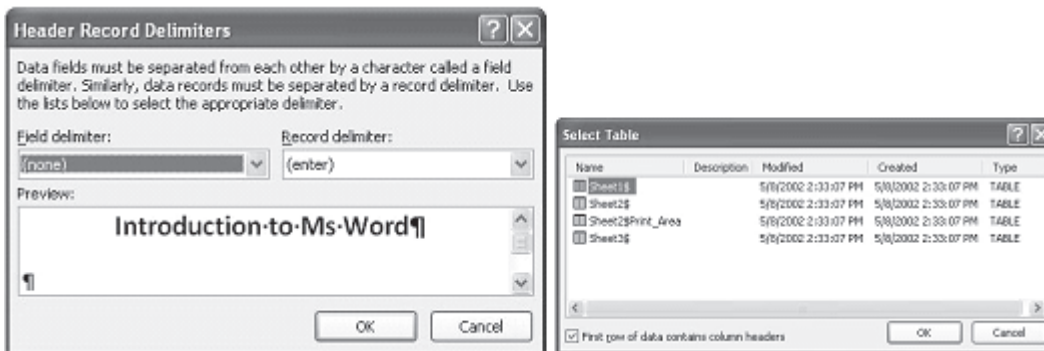 Header Record Delimiters
Data fields must be separated from each other by a character called a field
delimiter. Similarly, data records must be separated by a record delimiter. Use
the lists below to select the appropriate delimiter.
Field delimiter: Record delimiter:
(none) (enter)
Preview:
Introduction·to·Ms·Word¶
¶
OK Cancel
Select Table
Name Description Modified Created Type
Sheet1$ 5/8/2002 2:33:07 PM 5/8/2002 2:33:07 PM TABLE
Sheet2$ 5/8/2002 2:33:07 PM 5/8/2002 2:33:07 PM TABLE
Sheet2$Print_Area 5/8/2002 2:33:07 PM 5/8/2002 2:33:07 PM TABLE
Sheet3$ 5/8/2002 2:33:07 PM 5/8/2002 2:33:07 PM TABLE
First row of data contains column headers OK Cancel